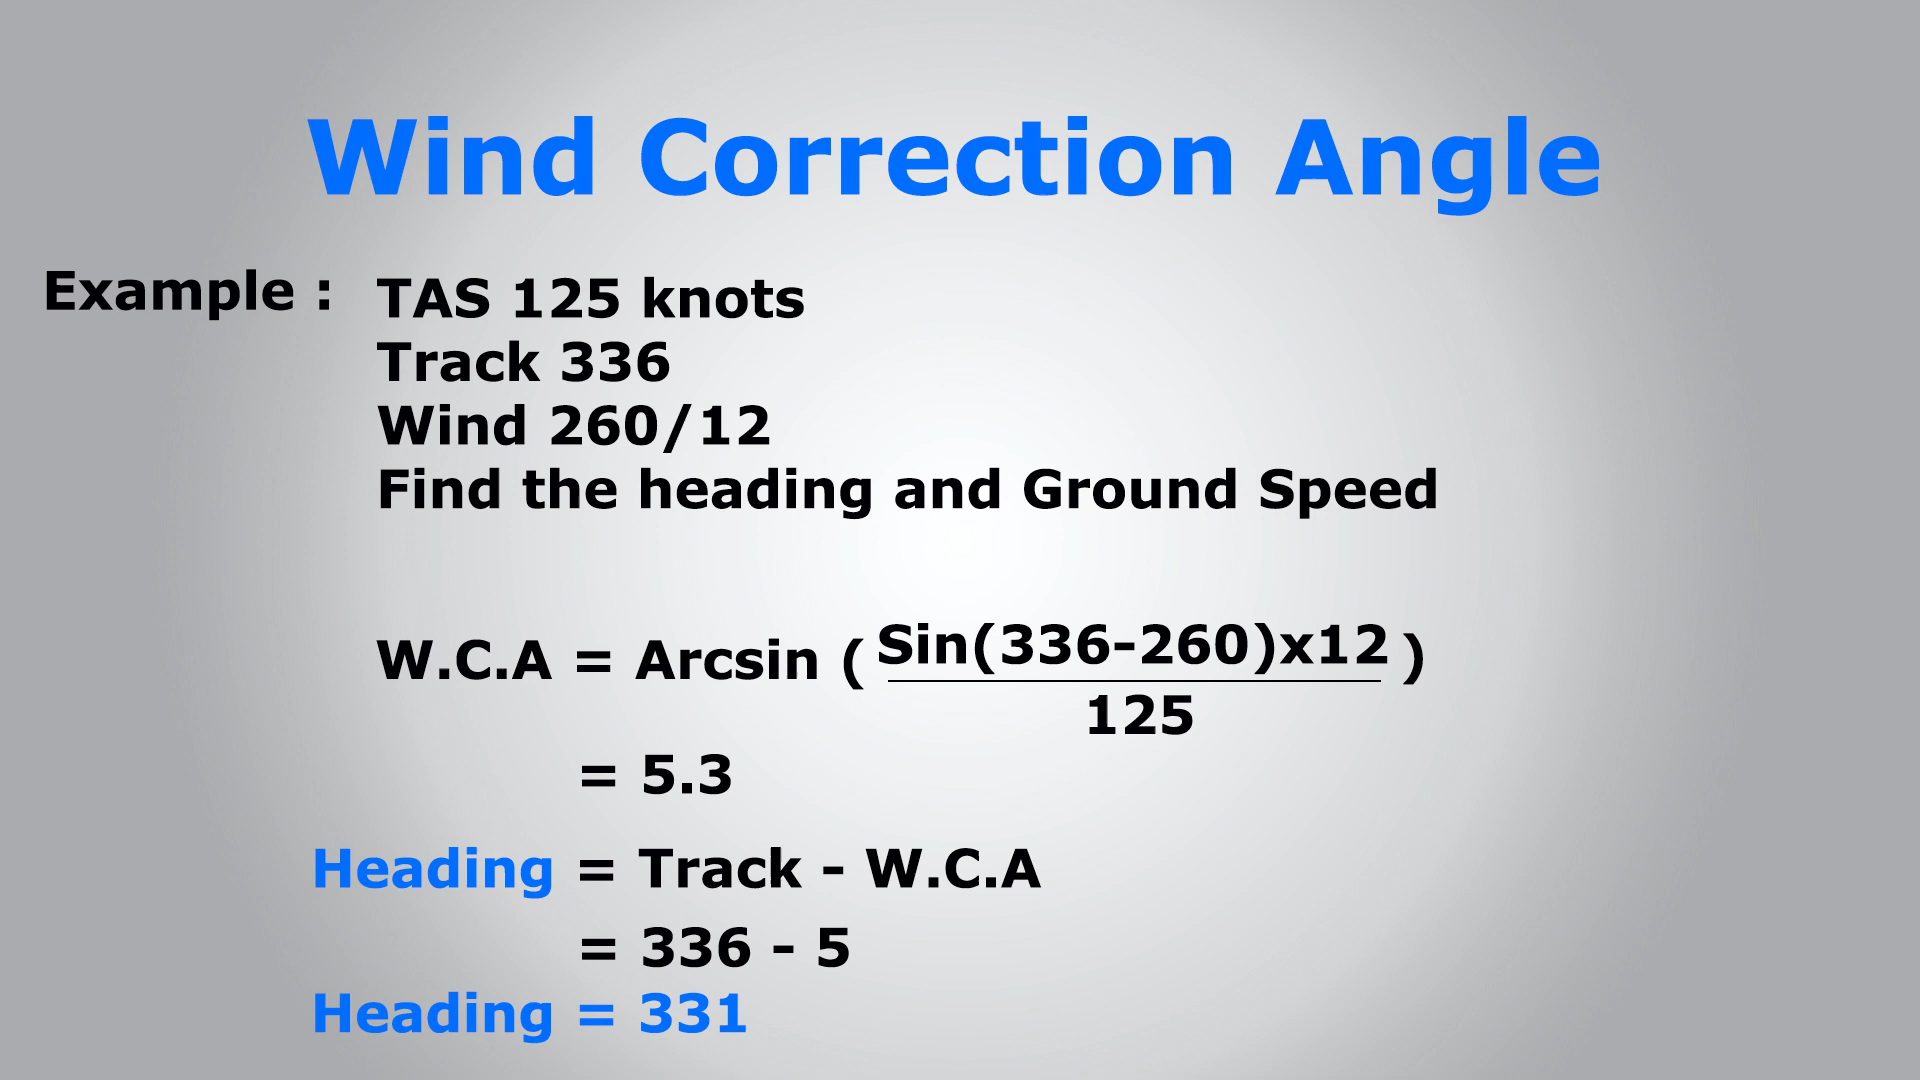 Wind Correction Angle
Example :
TAS 125 knots
Track 336
Wind 260/12
Find the heading and Ground Speed
W.C.A = Arcsin ( Sin(336-260)x12 )
125
= 5.3
Heading = Track - W.C.A
= 336 - 5
Heading = 331